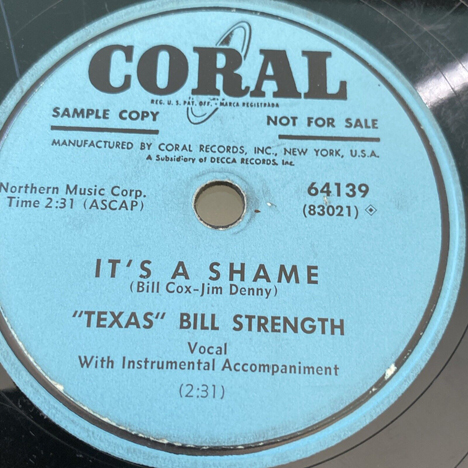 CORAL
REG. U.S. PAT. OFF. - MARCA REGISTRADA
SAMPLE COPY NOT FOR SALE
MANUFACTURED BY CORAL RECORDS, INC., NEW YORK, U.S.A.
A Subsidiary of DECCA RECORDS, Inc.
Northern Music Corp. 64139
Time 2:31 (ASCAP) (83021)
IT'S A SHAME
(Bill Cox-Jim Denny)
"TEXAS" BILL STRENGTH
Vocal
With Instrumental Accompaniment
(2:31)